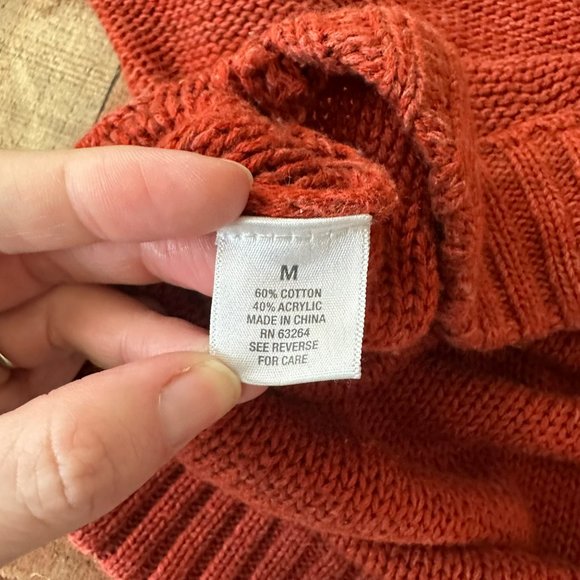 M
60% COTTON
40% ACRYLIC
MADE IN CHINA
RN 63264
SEE REVERSE
FOR CARE